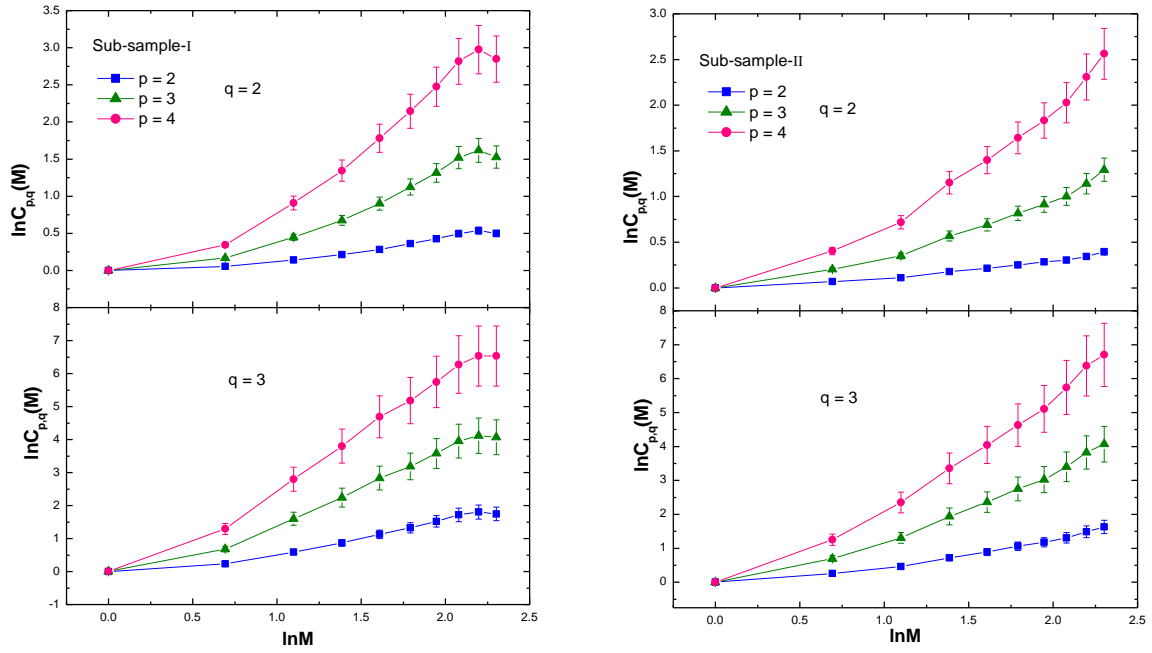 3.5
3.0
2.5
2.0
1.5
1.0
0.5
0.0
8
lnC_{p,q}(M)
Sub-sample-I
p = 2
p = 3
p = 4
q = 2
7
6
5
4
3
2
1
0
-1
lnC_{p,q}(M)
q = 3
0.0 0.5 1.0 1.5 2.0 2.5
lnM
3.0
2.5
2.0
1.5
1.0
0.5
0.0
8
lnC_{p,q}(M)
Sub-sample-II
p = 2
p = 3
p = 4
q = 2
7
6
5
4
3
2
1
0
lnC_{p,q}(M)
q = 3
0.0 0.5 1.0 1.5 2.0 2.5
lnM